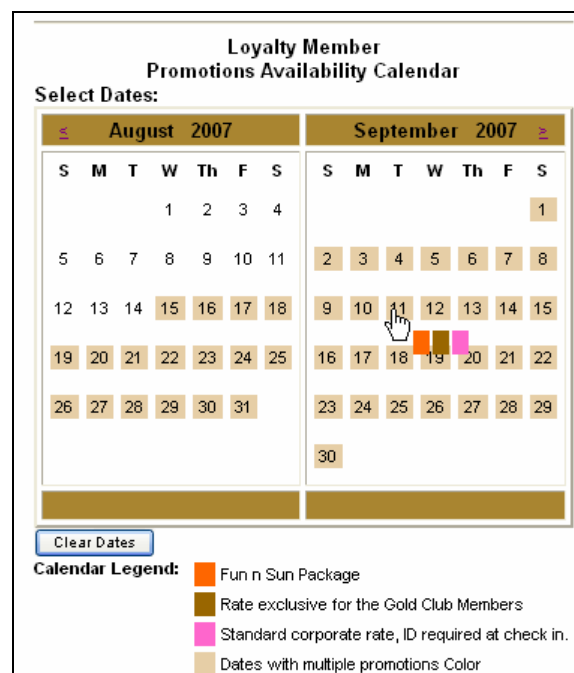 Loyalty Member
Promotions Availability Calendar
Select Dates:
≤ August 2007
S M T W Th F S
1 2 3 4
5 6 7 8 9 10 11
12 13 14 15 16 17 18
19 20 21 22 23 24 25
26 27 28 29 30 31
September 2007 ≥
S M T W Th F S
1
2 3 4 5 6 7 8
9 10 11 12 13 14 15
16 17 18 19 20 21 22
23 24 25 26 27 28 29
30
Clear Dates
Calendar Legend:
Fun n Sun Package
Rate exclusive for the Gold Club Members
Standard corporate rate, ID required at check in.
Dates with multiple promotions Color